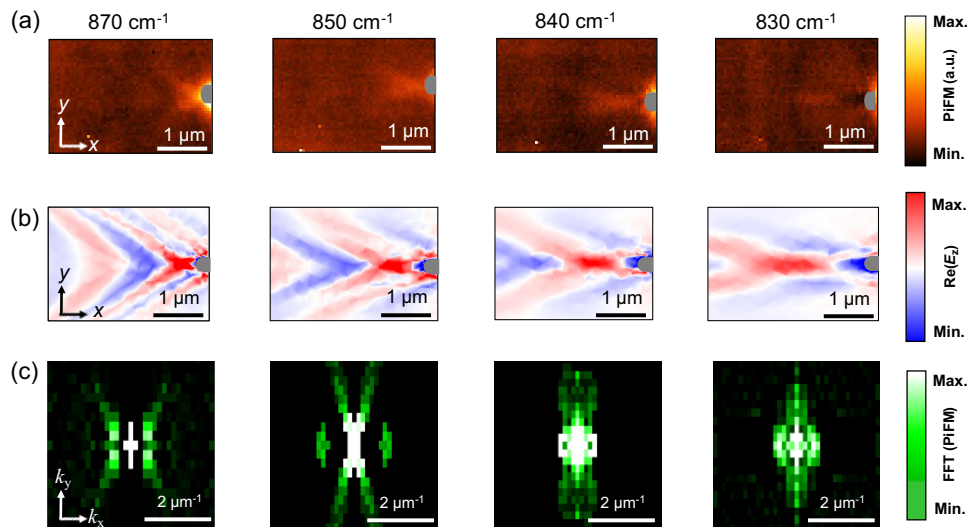 (a) 870 cm⁻¹ 850 cm⁻¹ 840 cm⁻¹ 830 cm⁻¹
Max.
PiFM (a.u.)
Min.
y
x
1 μm 1 μm 1 μm 1 μm
(b)
Max.
Re(Ez)
Min.
y
x
1 μm 1 μm 1 μm 1 μm
(c)
Max.
FFT (PiFM)
Min.
ky
kx
2 μm⁻¹ 2 μm⁻¹ 2 μm⁻¹ 2 μm⁻¹